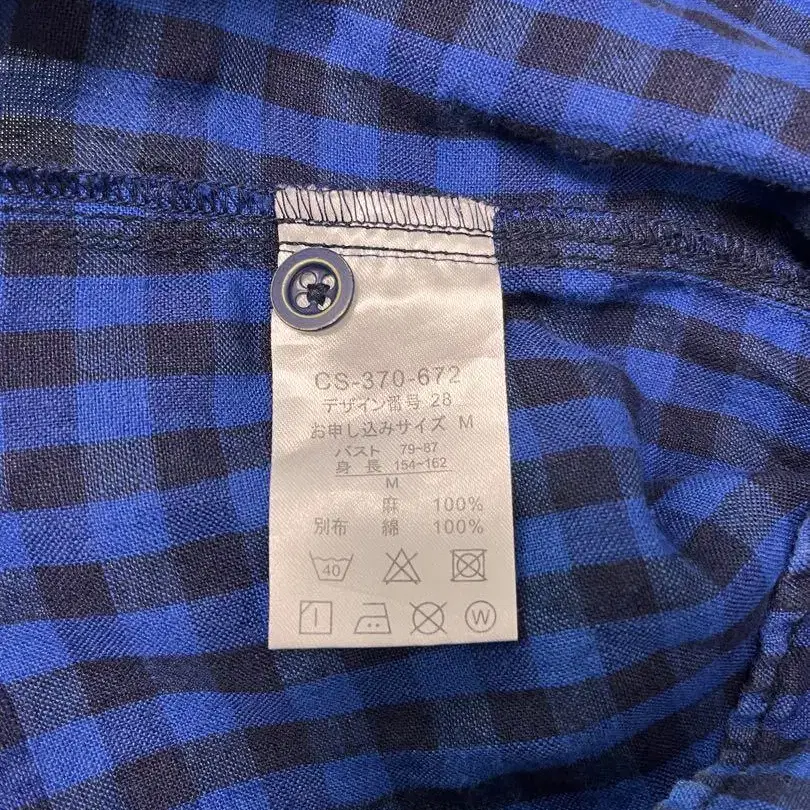 CS-370-672
デザイン番号 28
お申し込みサイズ M
バスト 79~87
身長 154~162
M
麻 100%
別布 綿 100%
40
W